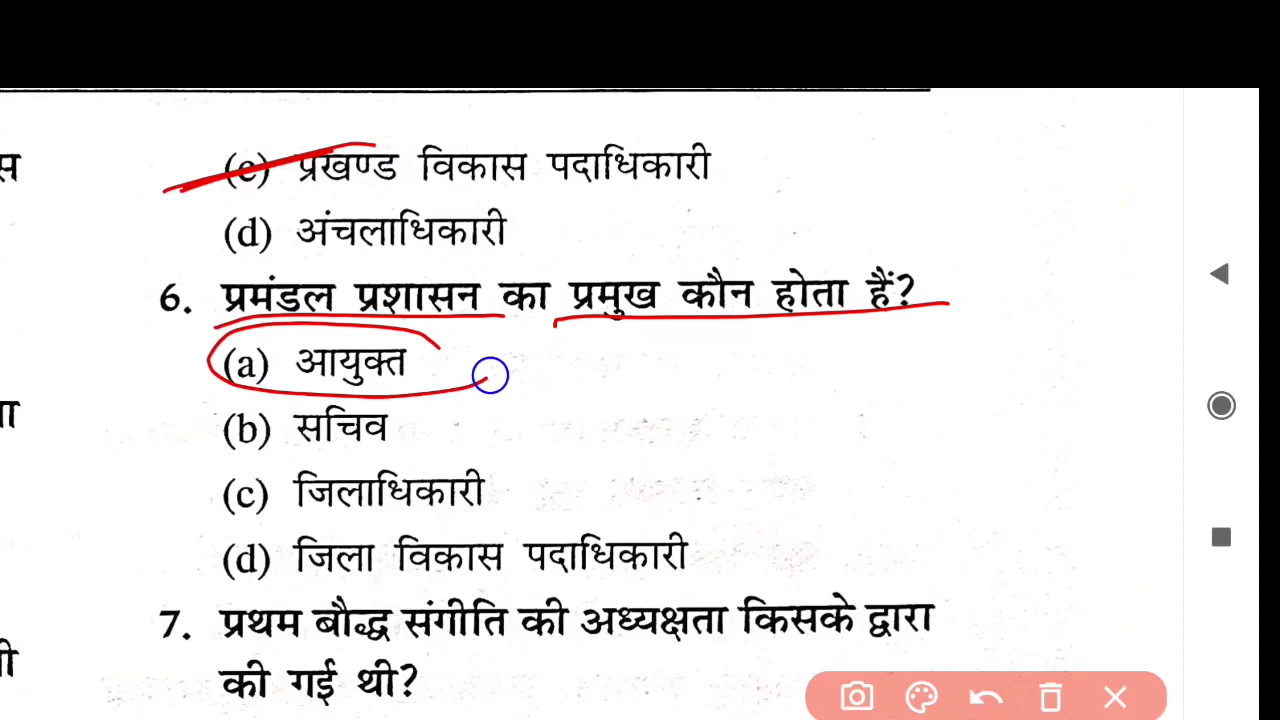 स
(c) प्रखण्ड विकास पदाधिकारी
(d) अंचलाधिकारी
6. प्रमंडल प्रशासन का प्रमुख कौन होता हैं?
(a) आयुक्त
ा
(b) सचिव
(c) जिलाधिकारी
(d) जिला विकास पदाधिकारी
7. प्रथम बौद्ध संगीति की अध्यक्षता किसके द्वारा
ी
की गई थी?